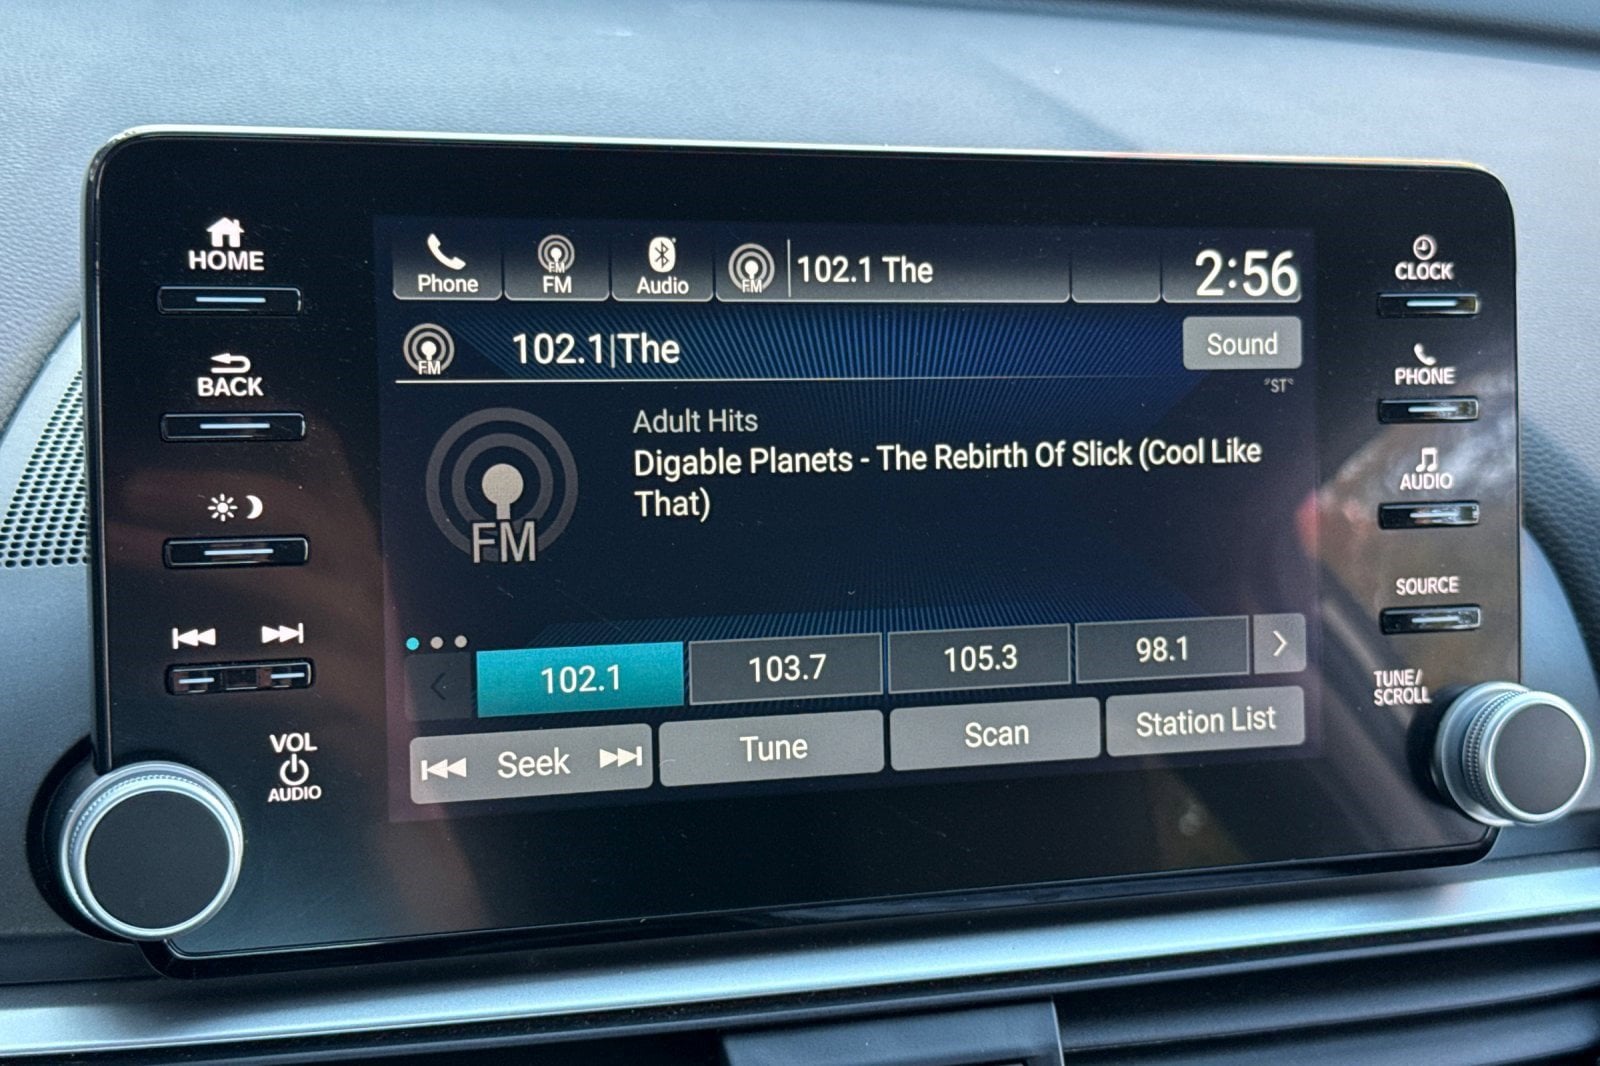 HOME
BACK
VOL
AUDIO
Phone
FM
FM
Audio
FM
102.1 The
2:56
FM
102.1|The
Sound
°ST°
FM
Adult Hits
Digable Planets - The Rebirth Of Slick (Cool Like
That)
102.1
103.7
105.3
98.1
Seek
Tune
Scan
Station List
CLOCK
PHONE
AUDIO
SOURCE
TUNE/
SCROLL